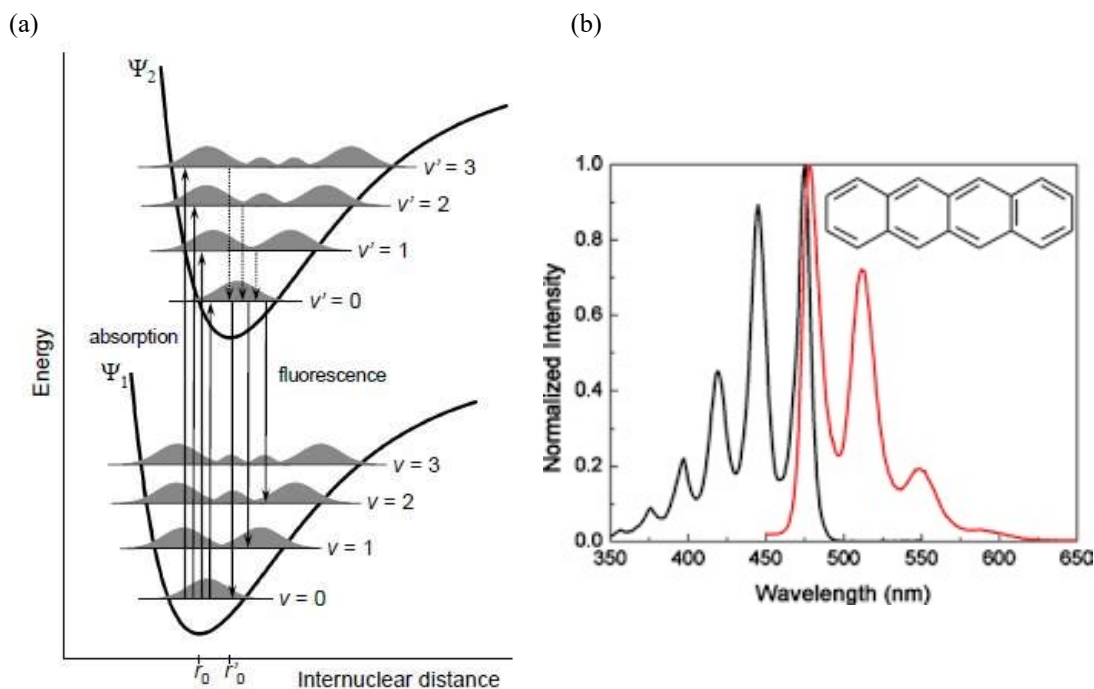 (a)
Ψ2
v' = 3
v' = 2
v' = 1
v' = 0
absorption
fluorescence
Ψ1
v = 3
v = 2
v = 1
v = 0
Energy
r0 r'0 Internuclear distance
(b)
1.0
0.8
0.6
0.4
0.2
0.0
350 400 450 500 550 600 650
Normalized Intensity
Wavelength (nm)